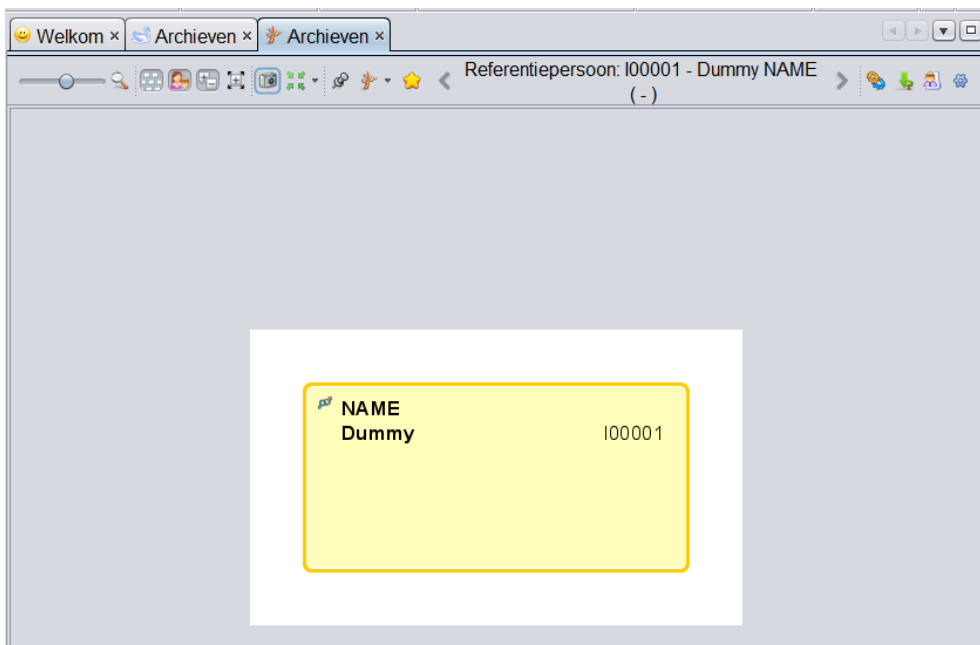 Welkom × Archieven × Archieven ×
Referentiepersoon: I00001 - Dummy NAME
( - )
NAME
Dummy I00001